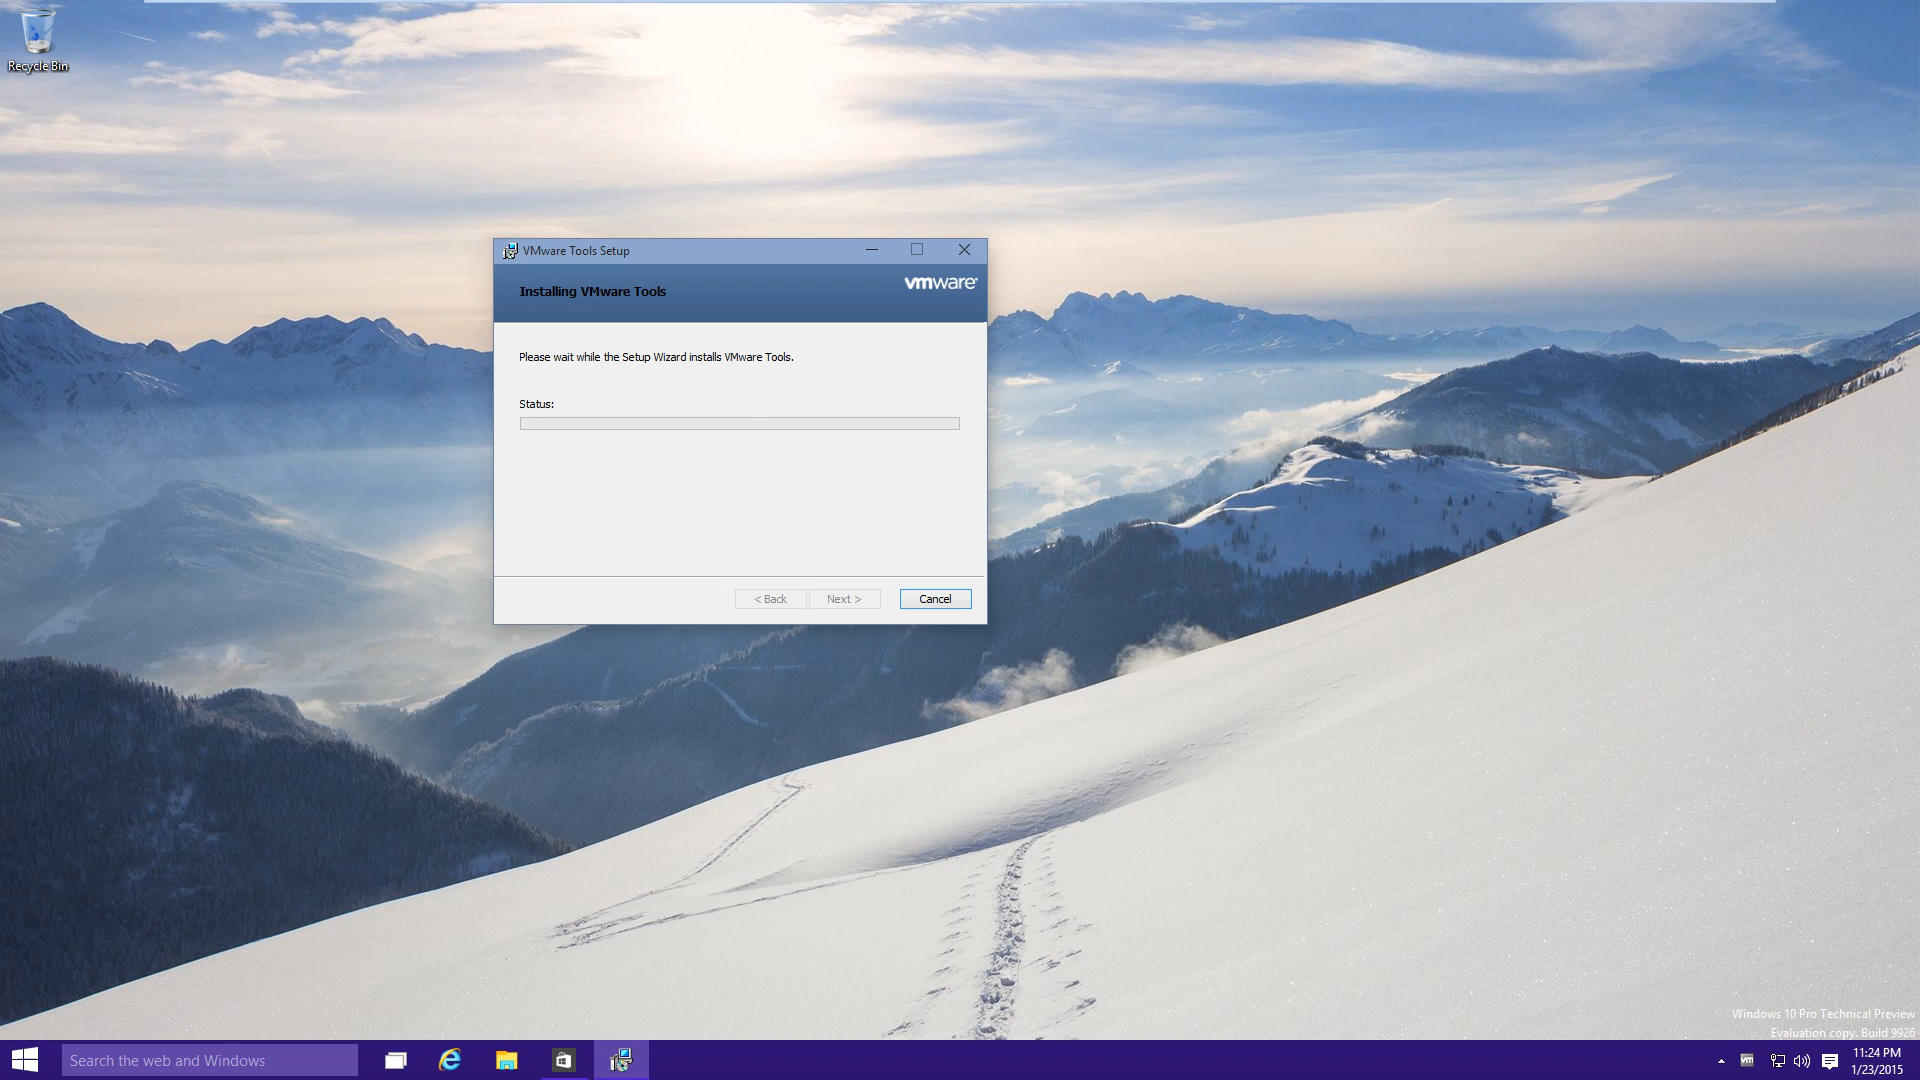 Recycle Bin
VMware Tools Setup
Installing VMware Tools
vmware
Please wait while the Setup Wizard installs VMware Tools.
Status:
< Back
Next >
Cancel
Windows 10 Pro Technical Preview
Evaluation copy. Build 9926
Search the web and Windows
vm
11:24 PM
1/23/2015